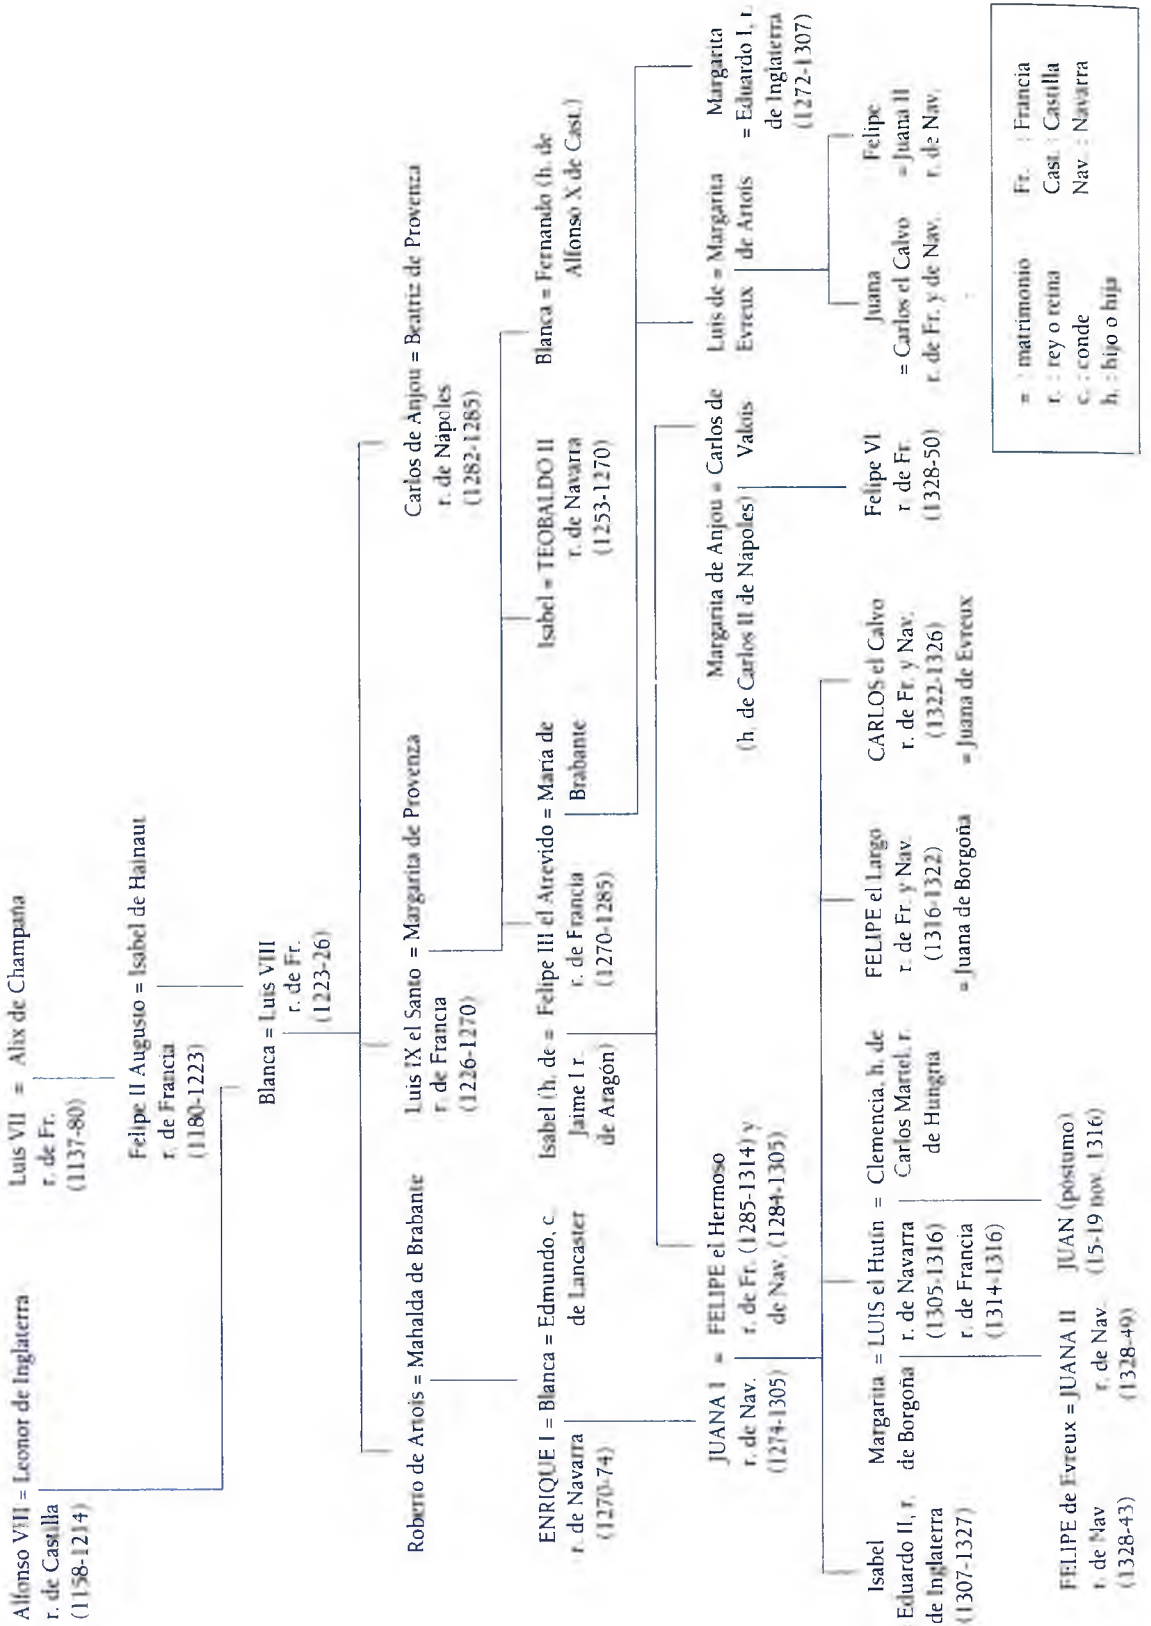 Alfonso VIII = Leonor de Inglaterra
r. de Castilla
(1158-1214)
Luis VII = Alix de Champaña
r. de Fr.
(1137-80)
Felipe II Augusto = Isabel de Hainaut
r. de Francia
(1180-1223)
Blanca = Luis VIII
r. de Fr.
(1223-26)
Roberto de Artois = Mahalda de Brabante
Luis IX el Santo = Margarita de Provenza
r. de Francia
(1226-1270)
Carlos de Anjou = Beatriz de Provenza
r. de Nápoles
(1282-1285)
ENRIQUE I = Blanca = Edmundo, c.
r. de Navarra
(1270-74)
de Lancaster
Isabel (h. de = Felipe III el Atrevido = María de
Jaime I r.
de Aragón)
r. de Francia
(1270-1285)
Brabante
Isabel = TEOBALDO II
r. de Navarra
(1253-1270)
Blanca = Fernando (h. de
Alfonso X de Cast.)
JUANA I = FELIPE el Hermoso
r. de Nav.
(1274-1305)
r. de Fr. (1285-1314) y
de Nav. (1284-1305)
Margarita de Anjou = Carlos de
(h. de Carlos II de Nápoles)
Valois
Luis de = Margarita
Evreux
de Artois
Margarita
= Eduardo I, r.
de Inglaterra
(1272-1307)
Isabel
Eduardo II, r.
de Inglaterra
(1307-1327)
Margarita = LUIS el Hutin = Clemencia, h. de
de Borgoña
r. de Navarra
(1305-1316)
r. de Francia
(1314-1316)
Carlos Martel, r.
de Hungría
FELIPE el Largo
r. de Fr. y Nav.
(1316-1322)
= Juana de Borgoña
CARLOS el Calvo
r. de Fr. y Nav.
(1322-1326)
= Juana de Evreux
Felipe VI
r. de Fr.
(1328-50)
Juana
= Carlos el Calvo
r. de Fr. y de Nav.
Felipe
= Juana II
r. de Nav.
FELIPE de Evreux = JUANA II
r. de Nav
(1328-43)
r. de Nav.
(1328-49)
JUAN (póstumo)
(15-19 nov. 1316)
= : matrimonio
r. : rey o reina
c. : conde
h. : hijo o hija
Fr. : Francia
Cast. : Castilla
Nav. : Navarra